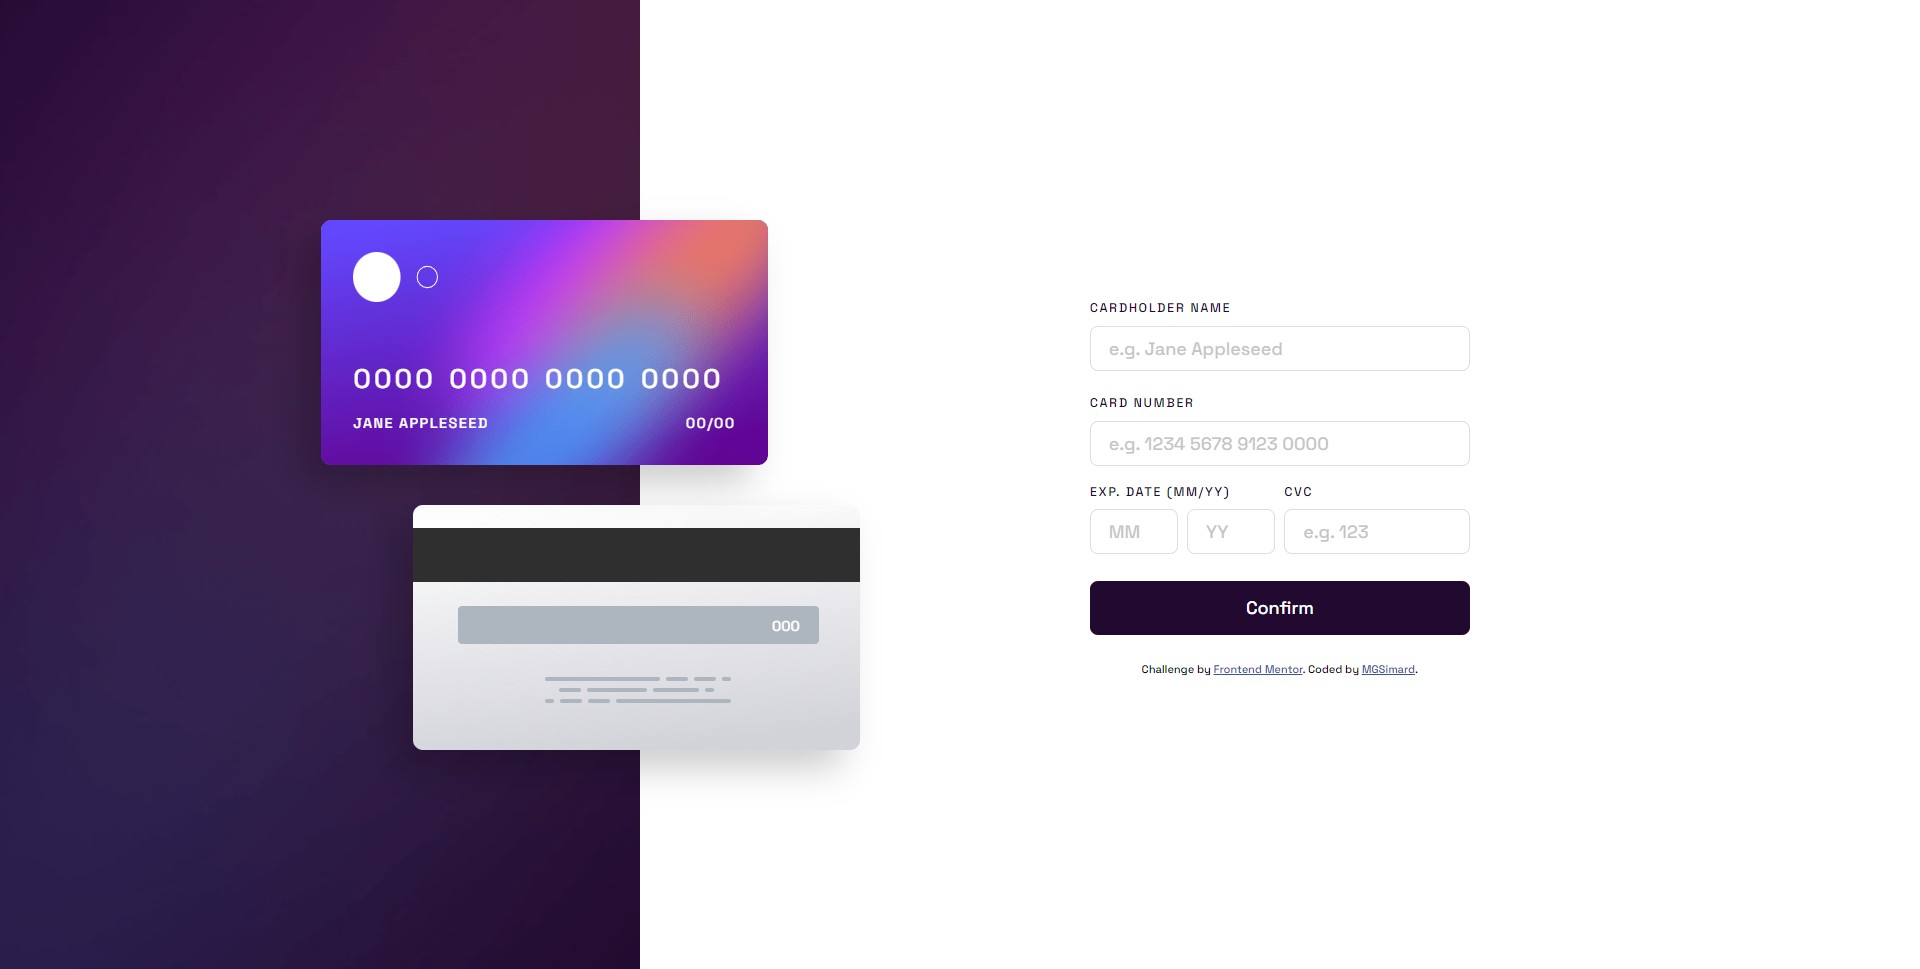 0000 0000 0000 0000
JANE APPLESEED 00/00
000
CARDHOLDER NAME
e.g. Jane Appleseed
CARD NUMBER
e.g. 1234 5678 9123 0000
EXP. DATE (MM/YY) CVC
MM YY e.g. 123
Confirm
Challenge by Frontend Mentor. Coded by MGSimard.